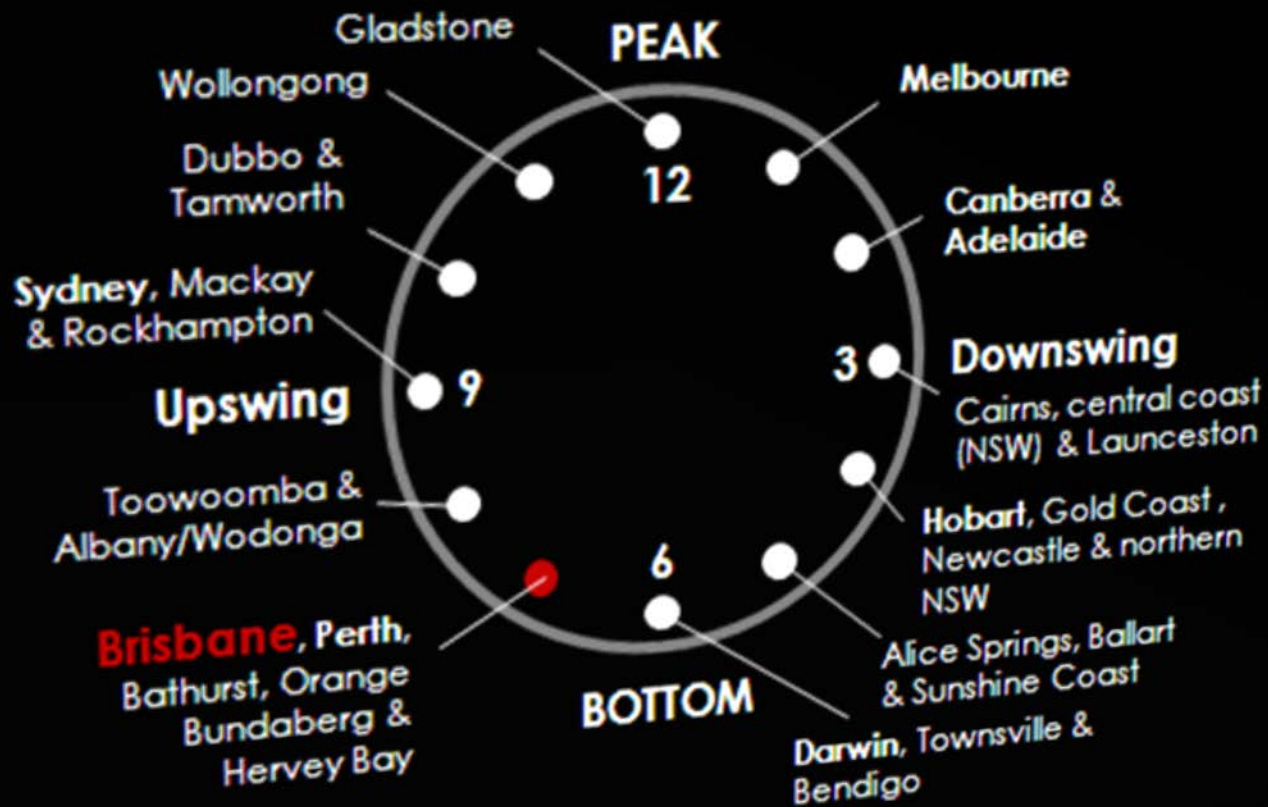 Gladstone
PEAK
Wollongong
Melbourne
Dubbo &
Tamworth
12
Canberra &
Adelaide
Sydney, Mackay
& Rockhampton
3
Downswing
Cairns, central coast
(NSW) & Launceston
Upswing
9
Toowoomba &
Albany/Wodonga
Hobart, Gold Coast ,
Newcastle & northern
NSW
6
Brisbane, Perth,
Bathurst, Orange
Bundaberg &
Hervey Bay
Alice Springs, Ballart
& Sunshine Coast
BOTTOM
Darwin, Townsville &
Bendigo